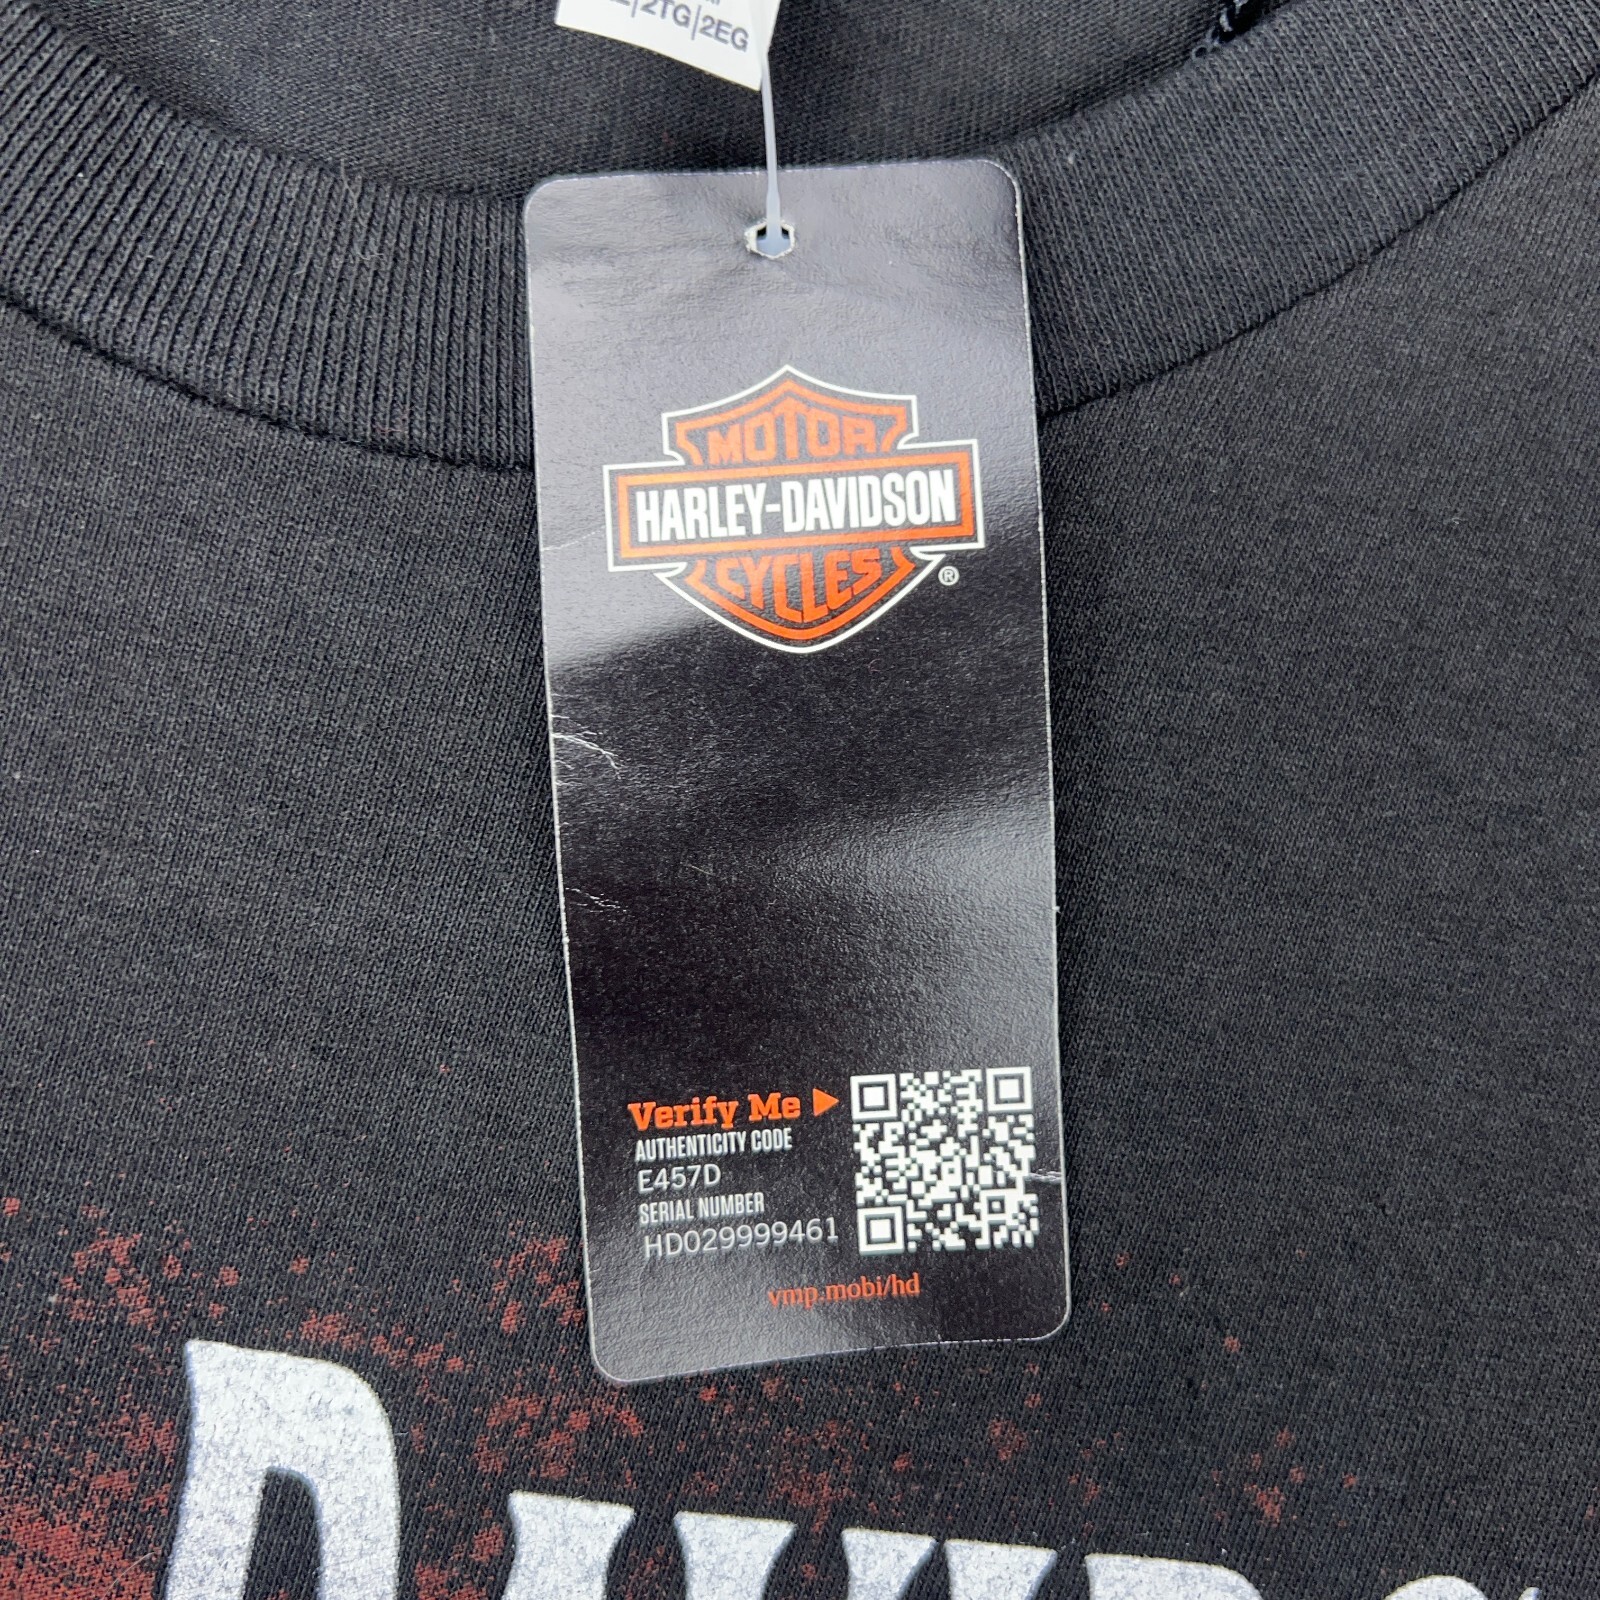 |2TG|2EG
MOTOR
HARLEY-DAVIDSON
CYCLES
®
Verify Me
AUTHENTICITY CODE
E457D
SERIAL NUMBER
HD029999461
vmp.mobi/hd